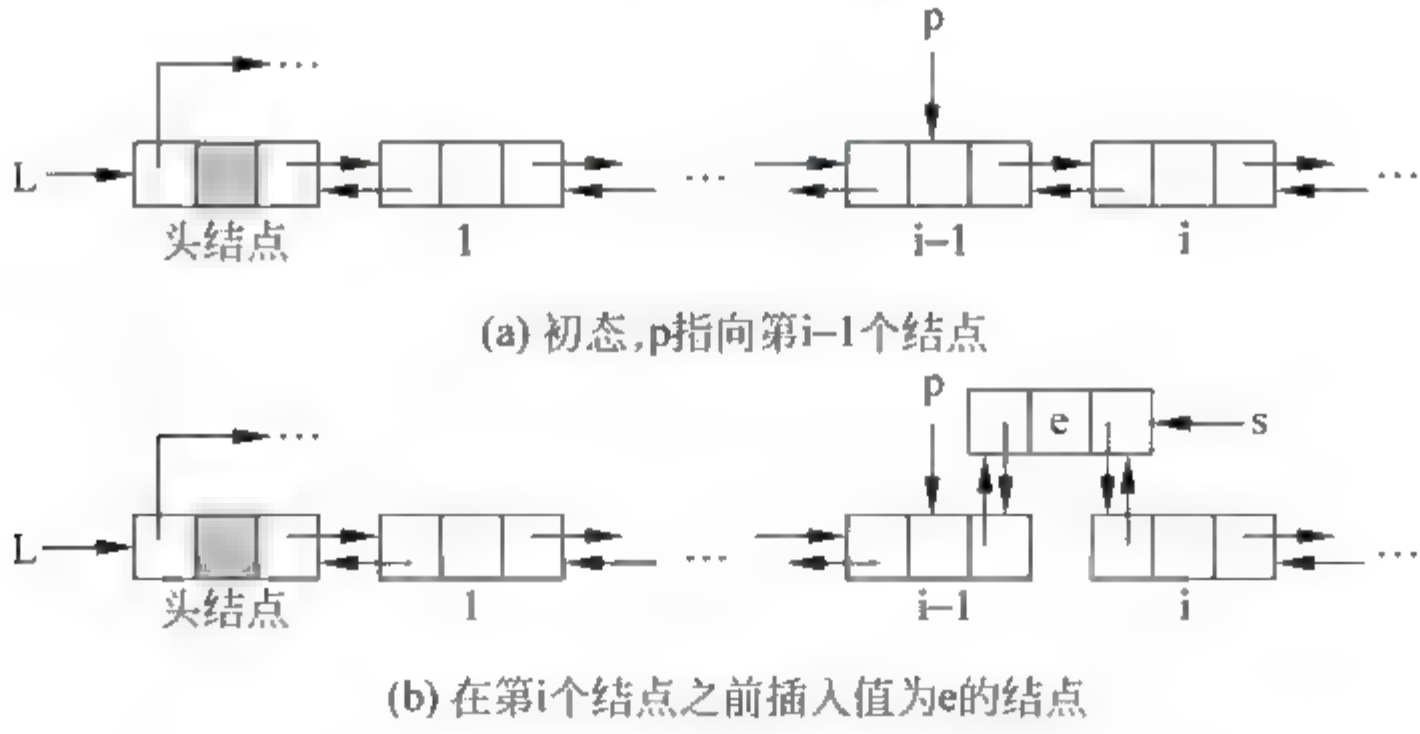 p
…
L … …
头结点 1 i-1 i
(a) 初态,p指向第i-1个结点
p
e s
…
L … …
头结点 1 i-1 i
(b) 在第i个结点之前插入值为e的结点